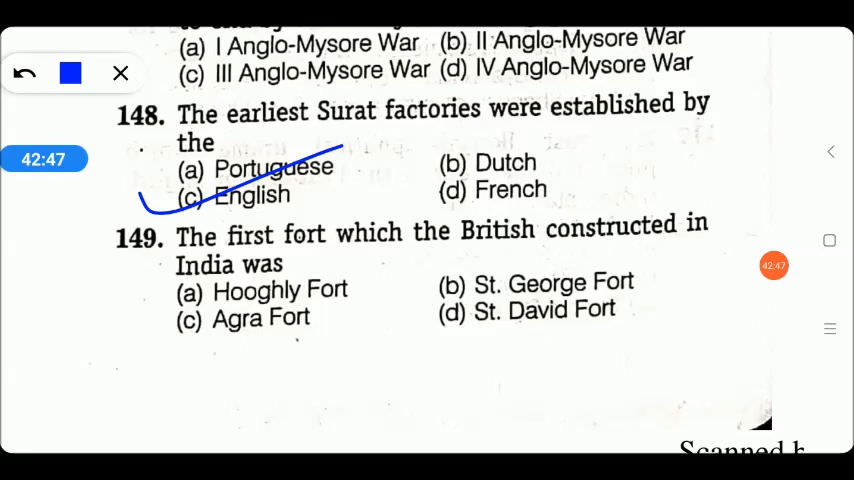 (a) I Anglo-Mysore War (b) II Anglo-Mysore War
(c) III Anglo-Mysore War (d) IV Anglo-Mysore War
148. The earliest Surat factories were established by
the
42:47
(a) Portuguese (b) Dutch
(c) English (d) French
149. The first fort which the British constructed in
India was
42:47
(a) Hooghly Fort (b) St. George Fort
(c) Agra Fort (d) St. David Fort
Scanned